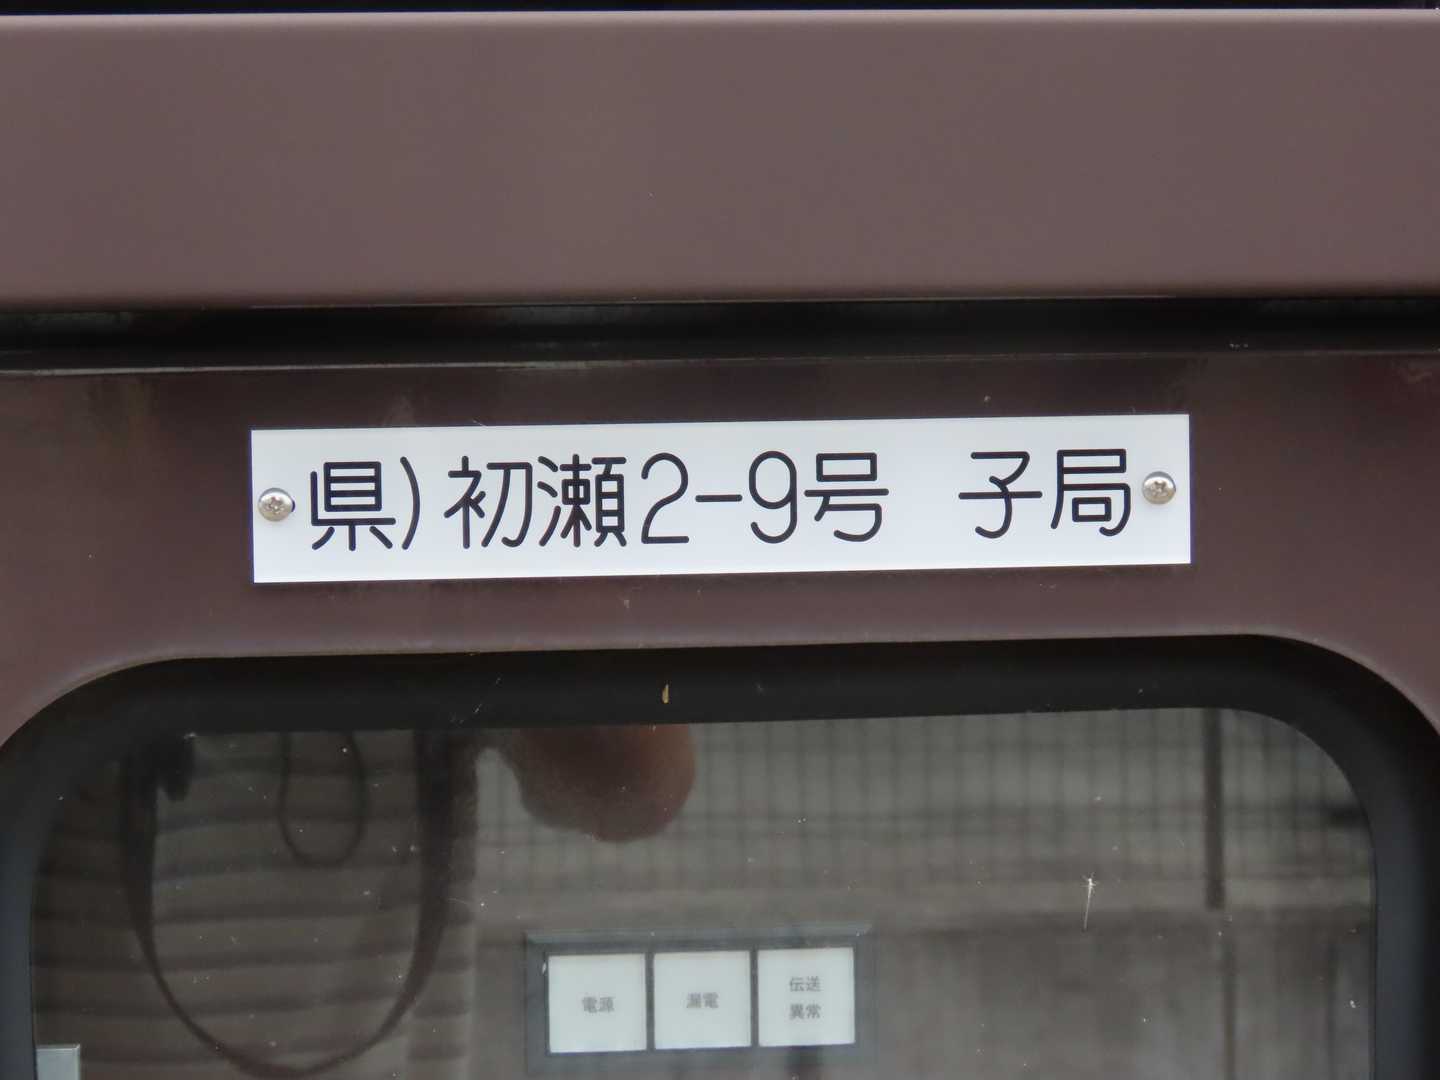 県）初瀬2-9号　子局
電源
漏電
伝送
異常